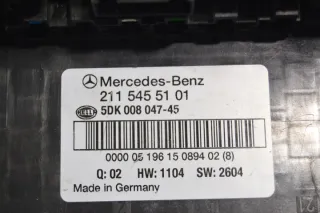 Mercedes-Benz
211 545 51 01
HELLA 5DK 008 047-45
0000 05 196 15 0894 02 (8)
Q: 02 HW: 1104 SW: 2604
Made in Germany